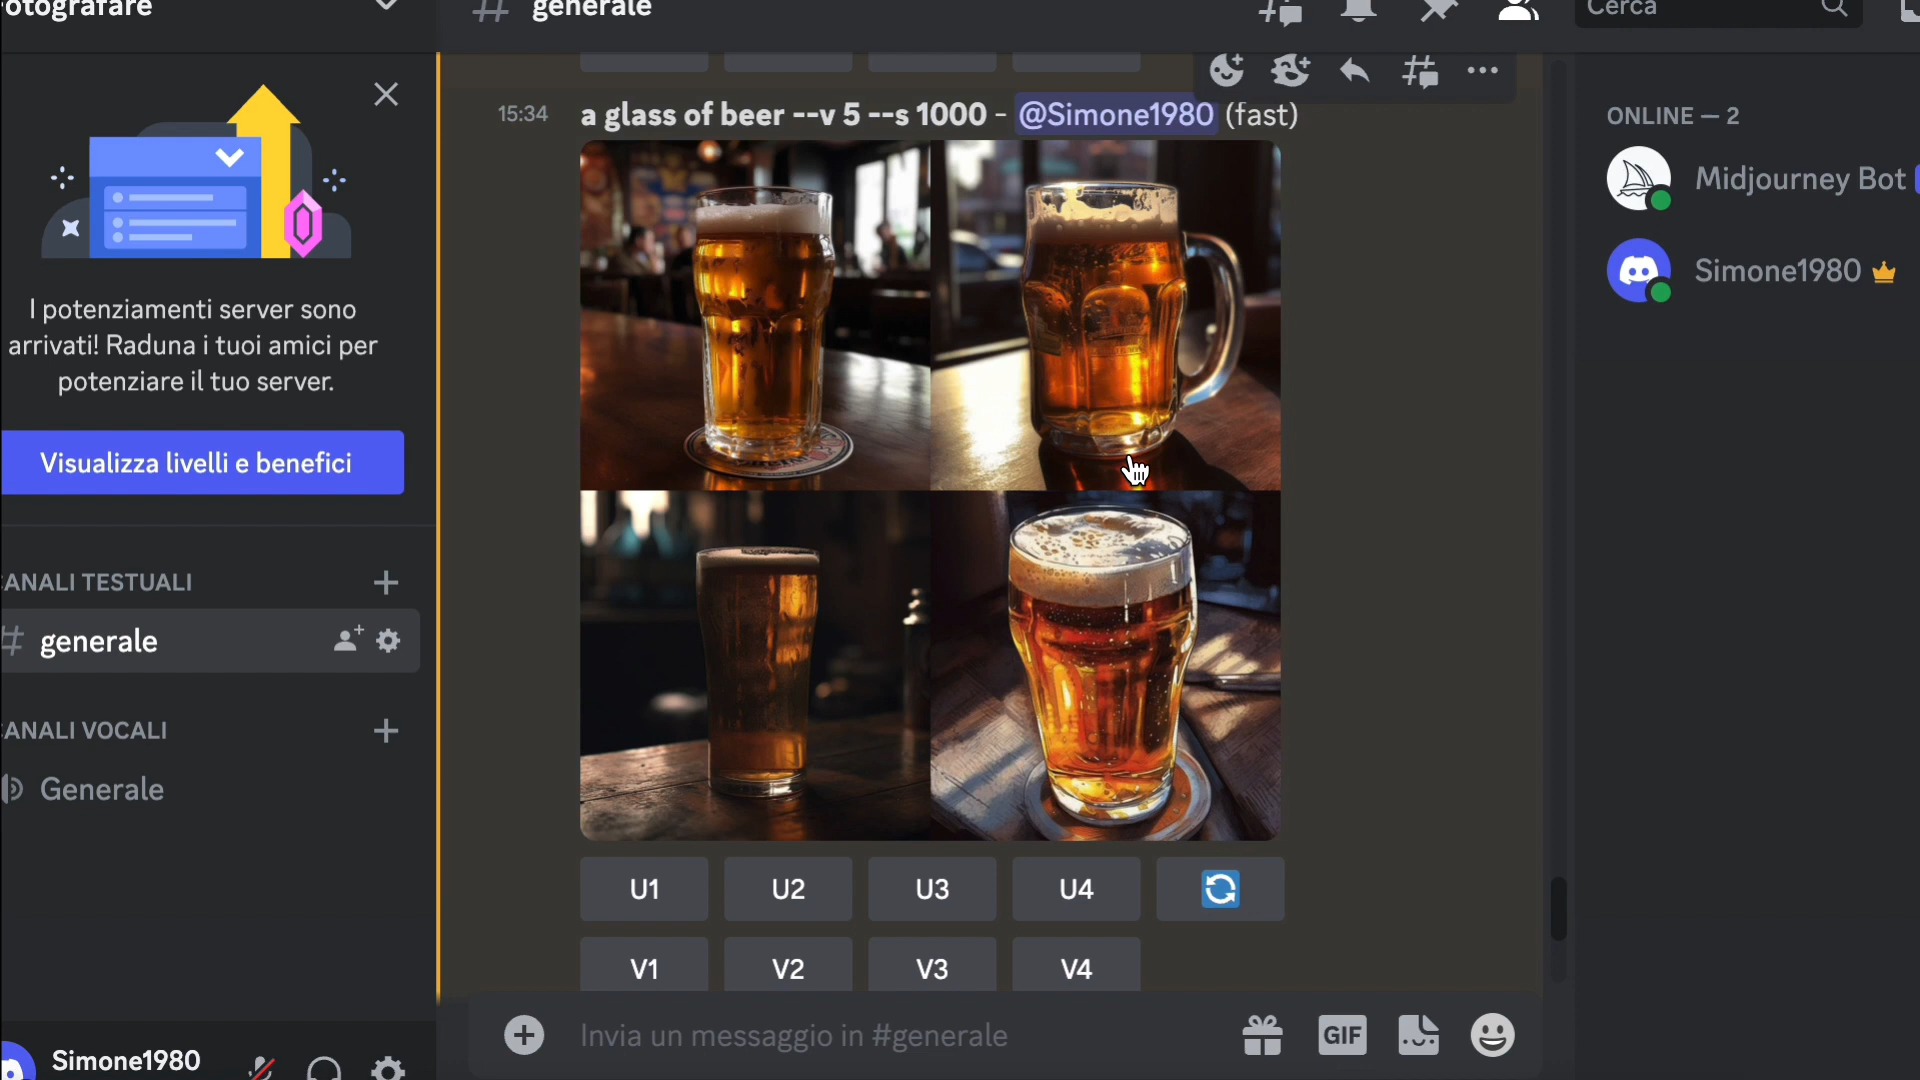 otografare
generale
Cerca
I potenziamenti server sono
arrivati! Raduna i tuoi amici per
potenziare il tuo server.
Visualizza livelli e benefici
CANALI TESTUALI
generale
CANALI VOCALI
Generale
Simone1980
15:34 a glass of beer --v 5 --s 1000 - @Simone1980 (fast)
U1 U2 U3 U4
V1 V2 V3 V4
Invia un messaggio in #generale
GIF
ONLINE — 2
Midjourney Bot
Simone1980